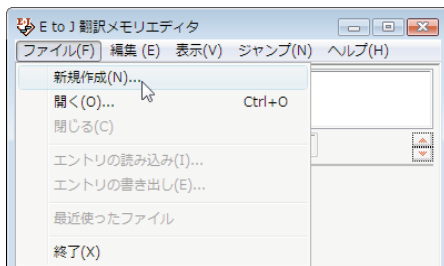 E to J 翻訳メモリエディタ
ファイル(F) 編集 (E) 表示(V) ジャンプ(N) ヘルプ(H)
新規作成(N)...
開く(O)... Ctrl+O
閉じる(C)
エントリの読み込み(I)...
エントリの書き出し(E)...
最近使ったファイル
終了(X)